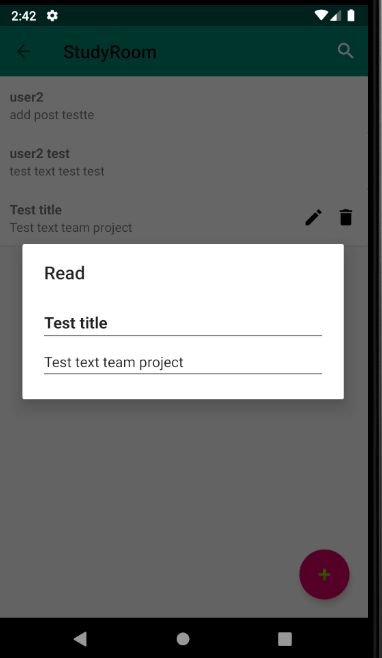 2:42
StudyRoom
user2
add post testte
user2 test
test text test test
Test title
Test text team project
Read
Test title
Test text team project
+